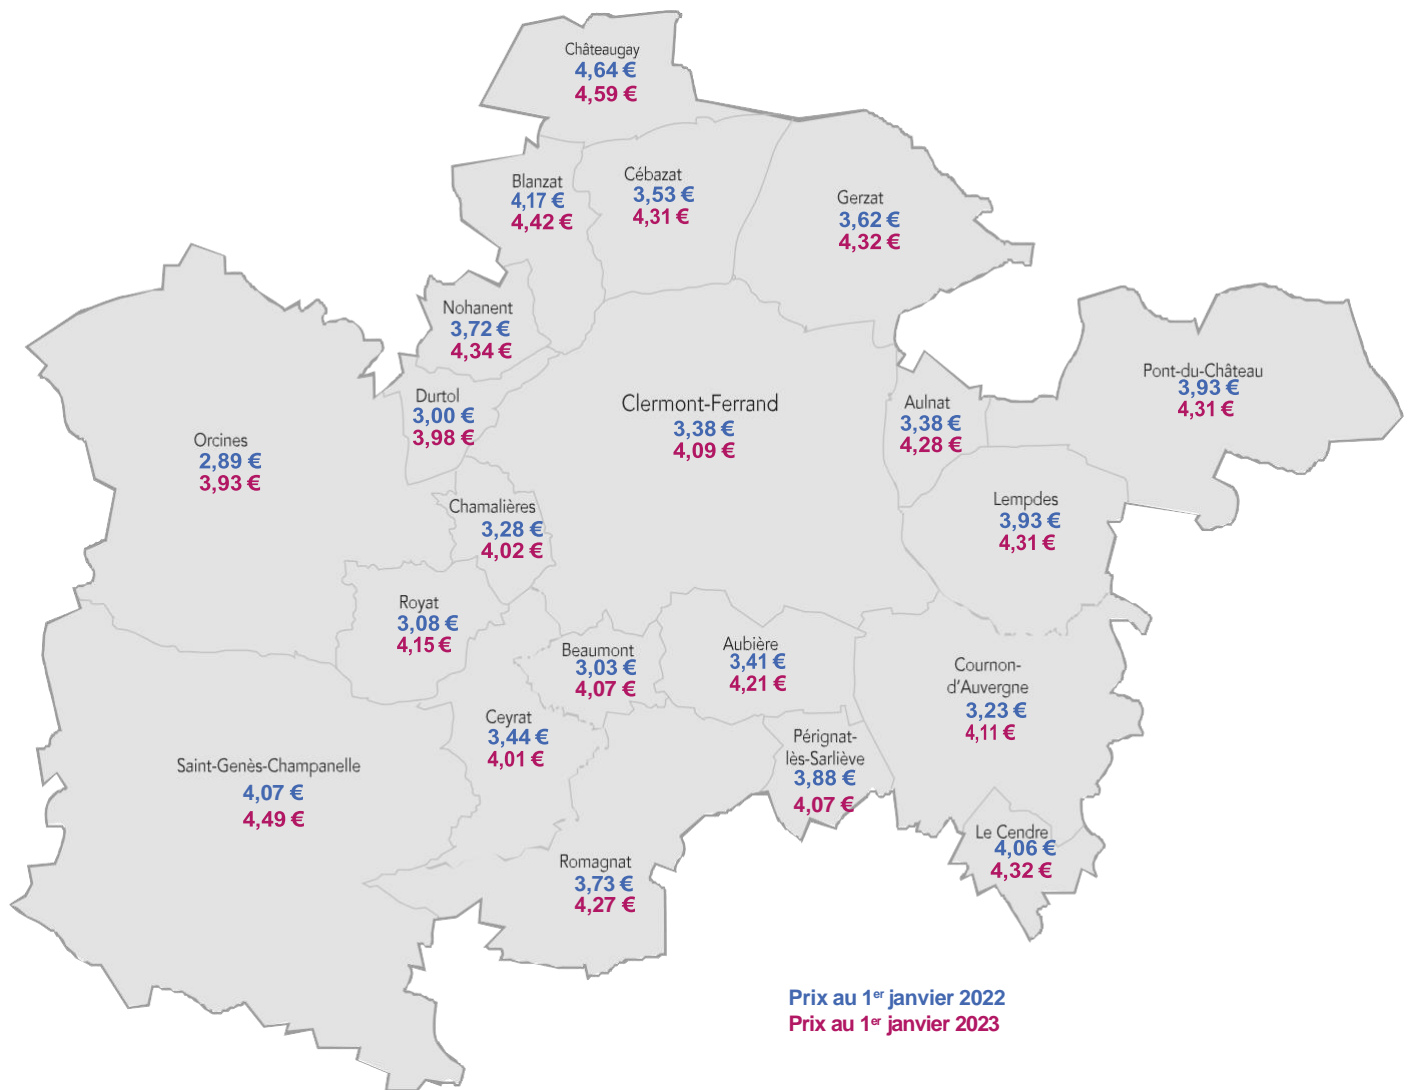 Châteaugay
4,64 €
4,59 €
Blanzat
4,17 €
4,42 €
Cébazat
3,53 €
4,31 €
Gerzat
3,62 €
4,32 €
Nohanent
3,72 €
4,34 €
Durtol
3,00 €
3,98 €
Clermont-Ferrand
3,38 €
4,09 €
Aulnat
3,38 €
4,28 €
Pont-du-Château
3,93 €
4,31 €
Orcines
2,89 €
3,93 €
Chamalières
3,28 €
4,02 €
Lempdes
3,93 €
4,31 €
Royat
3,08 €
4,15 €
Beaumont
3,03 €
4,07 €
Aubière
3,41 €
4,21 €
Cournon-
d'Auvergne
3,23 €
4,11 €
Ceyrat
3,44 €
4,01 €
Pérignat-
lès-Sarliève
3,88 €
4,07 €
Saint-Genès-Champanelle
4,07 €
4,49 €
Le Cendre
4,06 €
4,32 €
Romagnat
3,73 €
4,27 €
Prix au 1er janvier 2022
Prix au 1er janvier 2023